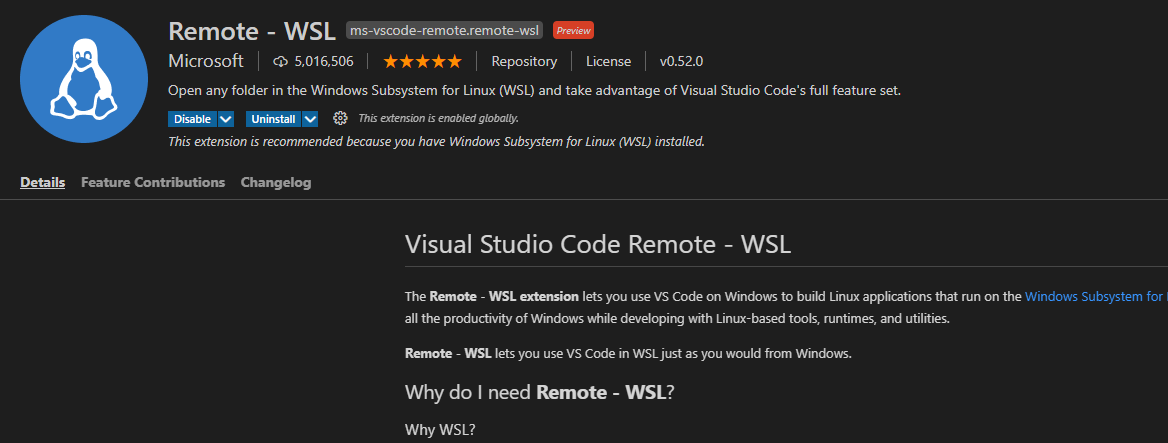 Remote - WSL ms-vscode-remote.remote-wsl Preview
Microsoft 5,016,506 Repository License v0.52.0
Open any folder in the Windows Subsystem for Linux (WSL) and take advantage of Visual Studio Code's full feature set.
Disable Uninstall This extension is enabled globally.
This extension is recommended because you have Windows Subsystem for Linux (WSL) installed.
Details Feature Contributions Changelog
Visual Studio Code Remote - WSL
The Remote - WSL extension lets you use VS Code on Windows to build Linux applications that run on the Windows Subsystem for
all the productivity of Windows while developing with Linux-based tools, runtimes, and utilities.
Remote - WSL lets you use VS Code in WSL just as you would from Windows.
Why do I need Remote - WSL?
Why WSL?